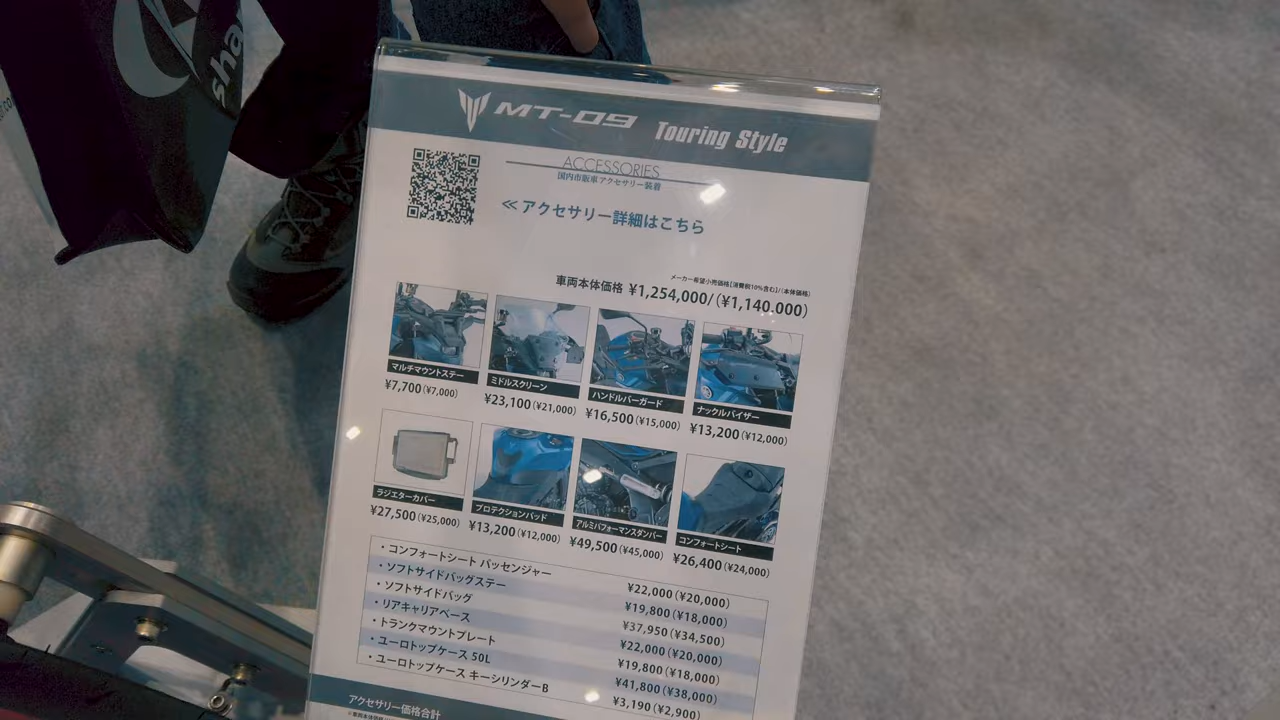 sha
MT-09 Touring Style
ACCESSORIES
国内市販車アクセサリー装着
≪ アクセサリー詳細はこちら
メーカー希望小売価格[消費税10%含む]/(本体価格)
車両本体価格 ¥1,254,000/(¥1,140.000)
マルチマウントステー
¥7,700(¥7,000)
ミドルスクリーン
¥23,100(¥21,000)
ハンドルバーガード
¥16,500(¥15,000)
ナックルバイザー
¥13,200(¥12,000)
ラジエターカバー
¥27,500(¥25,000)
プロテクションパッド
¥13,200(¥12,000)
アルミパフォーマンスダンパー
¥49,500(¥45,000)
コンフォートシート
¥26,400(¥24,000)
・コンフォートシート パッセンジャー ¥22,000(¥20,000)
・ソフトサイドバッグステー ¥19,800(¥18,000)
・ソフトサイドバッグ ¥37,950(¥34,500)
・リアキャリアベース ¥22,000(¥20,000)
・トランクマウントプレート ¥19,800(¥18,000)
・ユーロトップケース 50L ¥41,800(¥38,000)
・ユーロトップケース キーシリンダーB ¥3,190(¥2,900)
アクセサリー価格合計